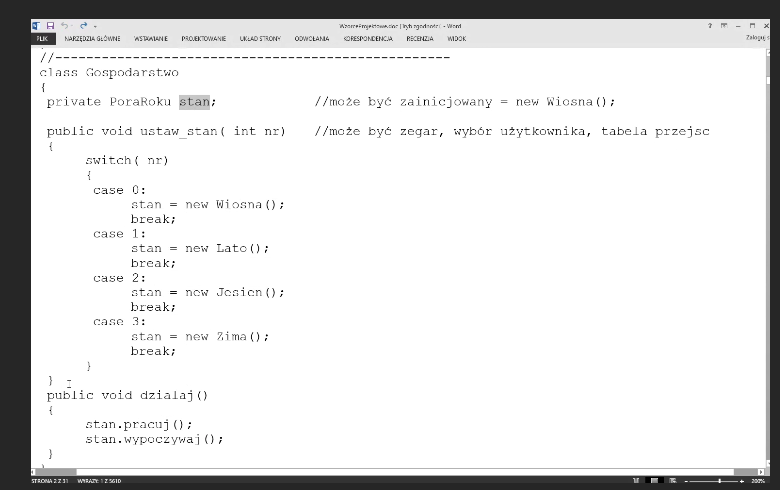 WzorceProjektowe.doc [tryb zgodności] - Word
PLIK NARZĘDZIA GŁÓWNE WSTAWIANIE PROJEKTOWANIE UKŁAD STRONY ODWOŁANIA KORESPONDENCJA RECENZJA WIDOK Zaloguj s
//---------------------------------------------------
class Gospodarstwo
{
private PoraRoku stan; //może być zainicjowany = new Wiosna();
public void ustaw_stan( int nr) //może być zegar, wybór użytkownika, tabela przejsc
{
switch( nr)
{
case 0:
stan = new Wiosna();
break;
case 1:
stan = new Lato();
break;
case 2:
stan = new Jesien();
break;
case 3:
stan = new Zima();
break;
}
}
public void dzialaj()
{
stan.pracuj();
stan.wypoczywaj();
}
STRONA 2 Z 31 WYRAZY: 1 Z 5610 200%